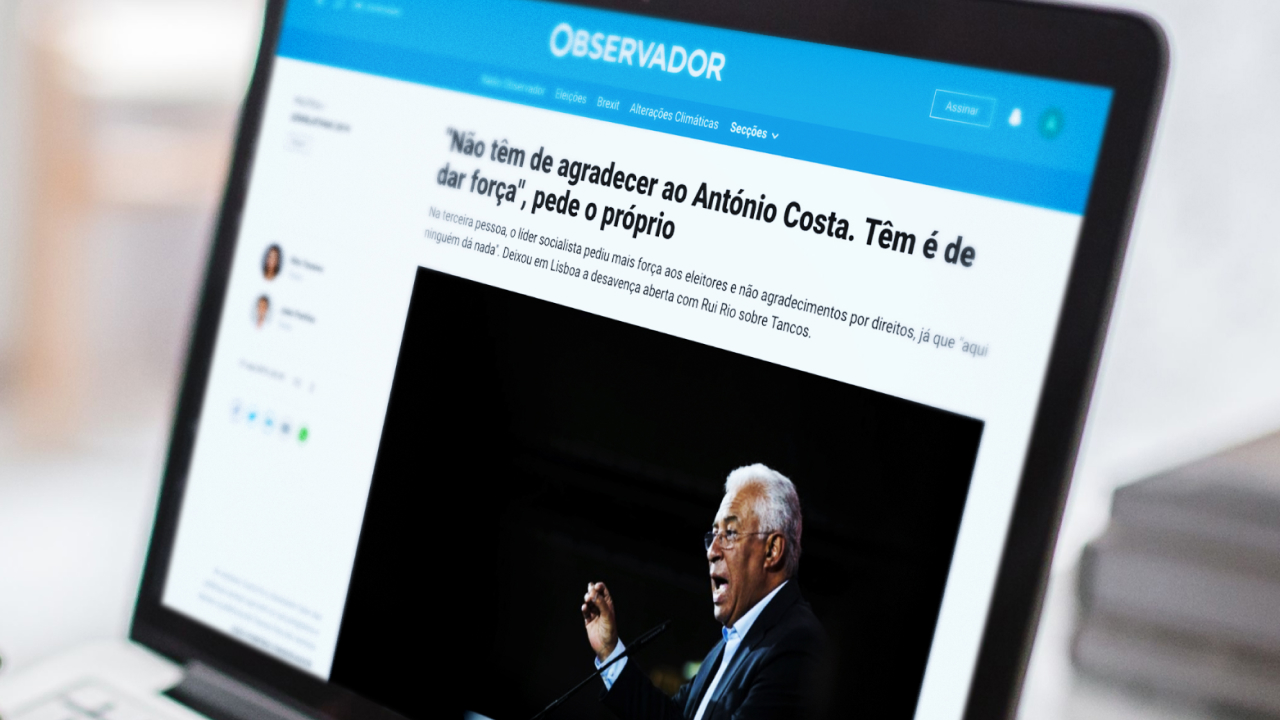 OBSERVADOR
Rádio Observador Eleições Brexit Alterações Climáticas Secções
Assinar
A
"Não têm de agradecer ao António Costa. Têm é de
dar força", pede o próprio
Na terceira pessoa, o líder socialista pediu mais força aos eleitores e não agradecimentos por direitos, já que "aqui
ninguém dá nada". Deixou em Lisboa a desavença aberta com Rui Rio sobre Tancos.